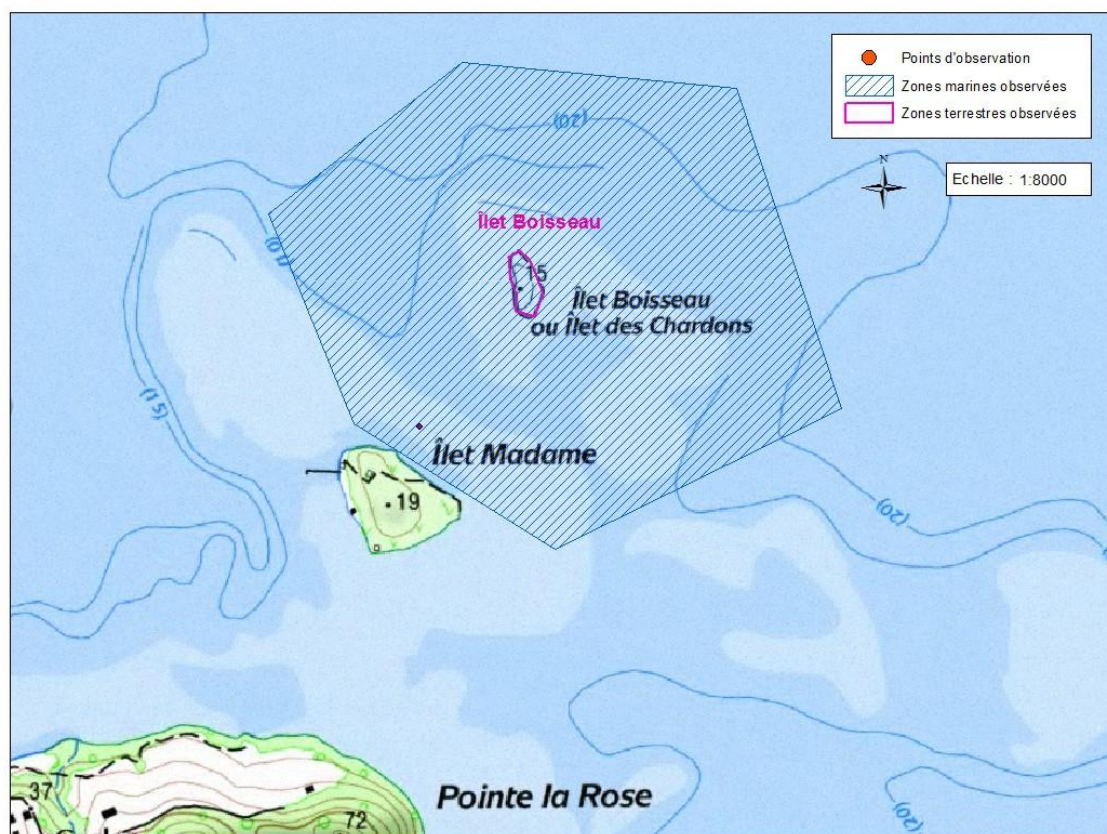 Points d'observation
Zones marines observées
Zones terrestres observées
N
Echelle : 1:8000
(20)
Îlet Boisseau
(10)
15
Îlet Boisseau
ou Îlet des Chardons
(15)
Îlet Madame
9
19
(20)
Pointe la Rose
37
72
(20)